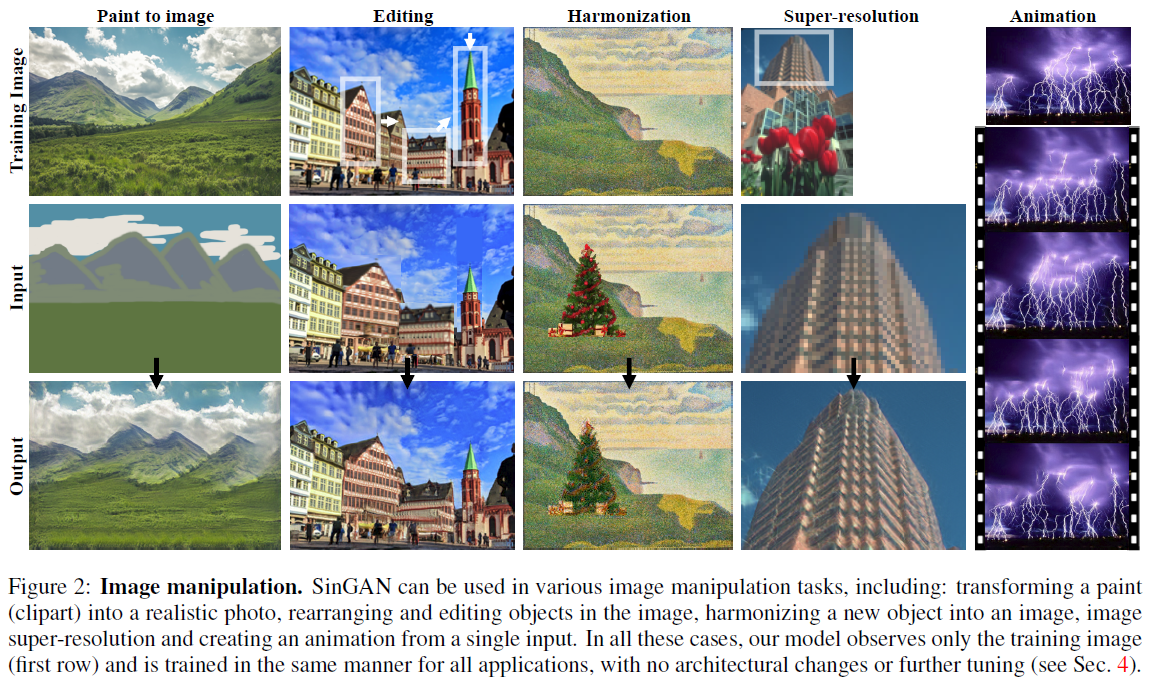 Paint to image
Editing
Harmonization
Super-resolution
Animation
Training Image
Input
Output
Figure 2: Image manipulation. SinGAN can be used in various image manipulation tasks, including: transforming a paint
(clipart) into a realistic photo, rearranging and editing objects in the image, harmonizing a new object into an image, image
super-resolution and creating an animation from a single input. In all these cases, our model observes only the training image
(first row) and is trained in the same manner for all applications, with no architectural changes or further tuning (see Sec. 4).